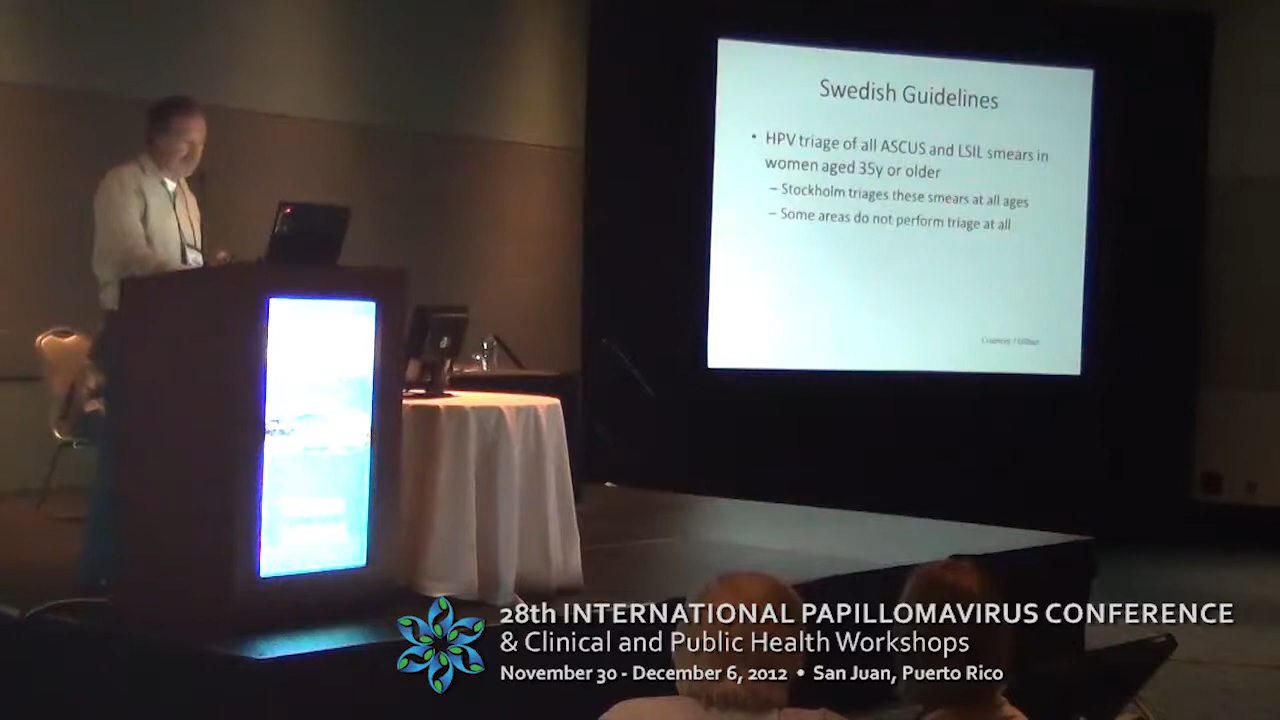 Swedish Guidelines
• HPV triage of all ASCUS and LSIL smears in
women aged 35y or older
– Stockholm triages these smears at all ages
– Some areas do not perform triage at all
28th INTERNATIONAL PAPILLOMAVIRUS CONFERENCE
& Clinical and Public Health Workshops
November 30 - December 6, 2012 • San Juan, Puerto Rico